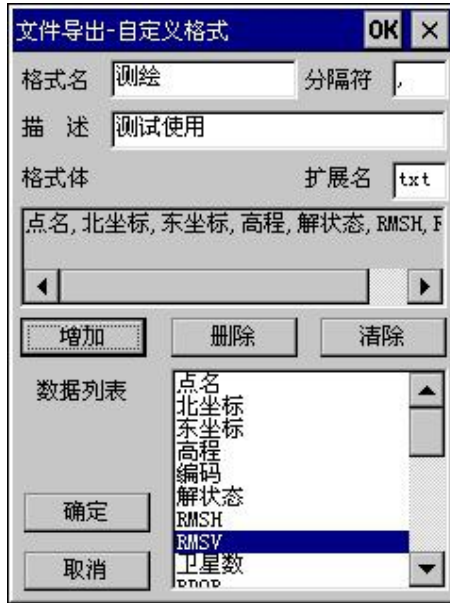 文件导出-自定义格式 OK ×
格式名 测绘 分隔符 ,
描 述 测试使用
格式体 扩展名 txt
点名,北坐标,东坐标,高程,解状态,RMSH,
增加 删除 清除
数据列表
点名
北坐标
东坐标
高程
编码
解状态
RMSH
RMSV
卫星数
PDOP
确定
取消